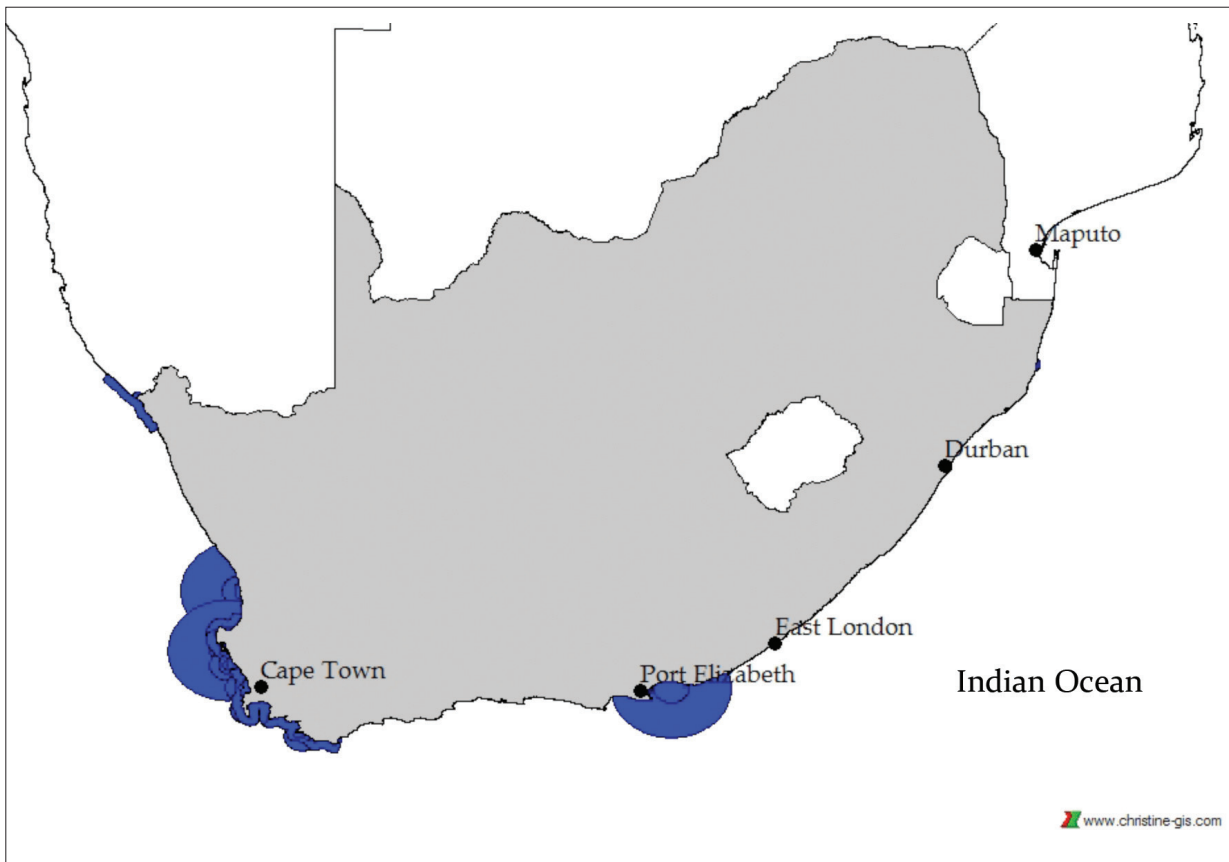 Maputo
Durban
East London
Port Elizabeth
Cape Town
Indian Ocean
www.christine-gis.com